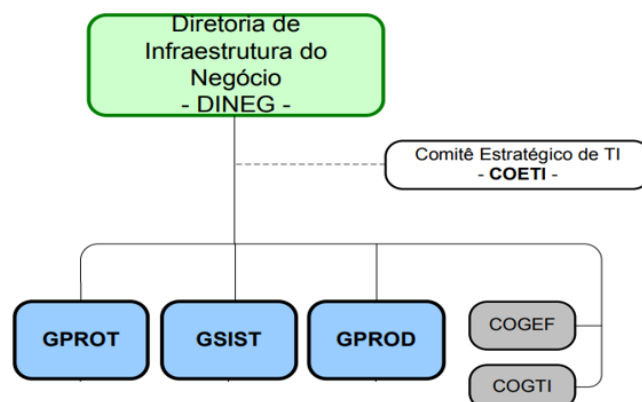 Diretoria de
Infraestrutura do
Negócio
- DINEG -
Comitê Estratégico de TI
- COETI -
GPROT
GSIST
GPROD
COGEF
COGTI